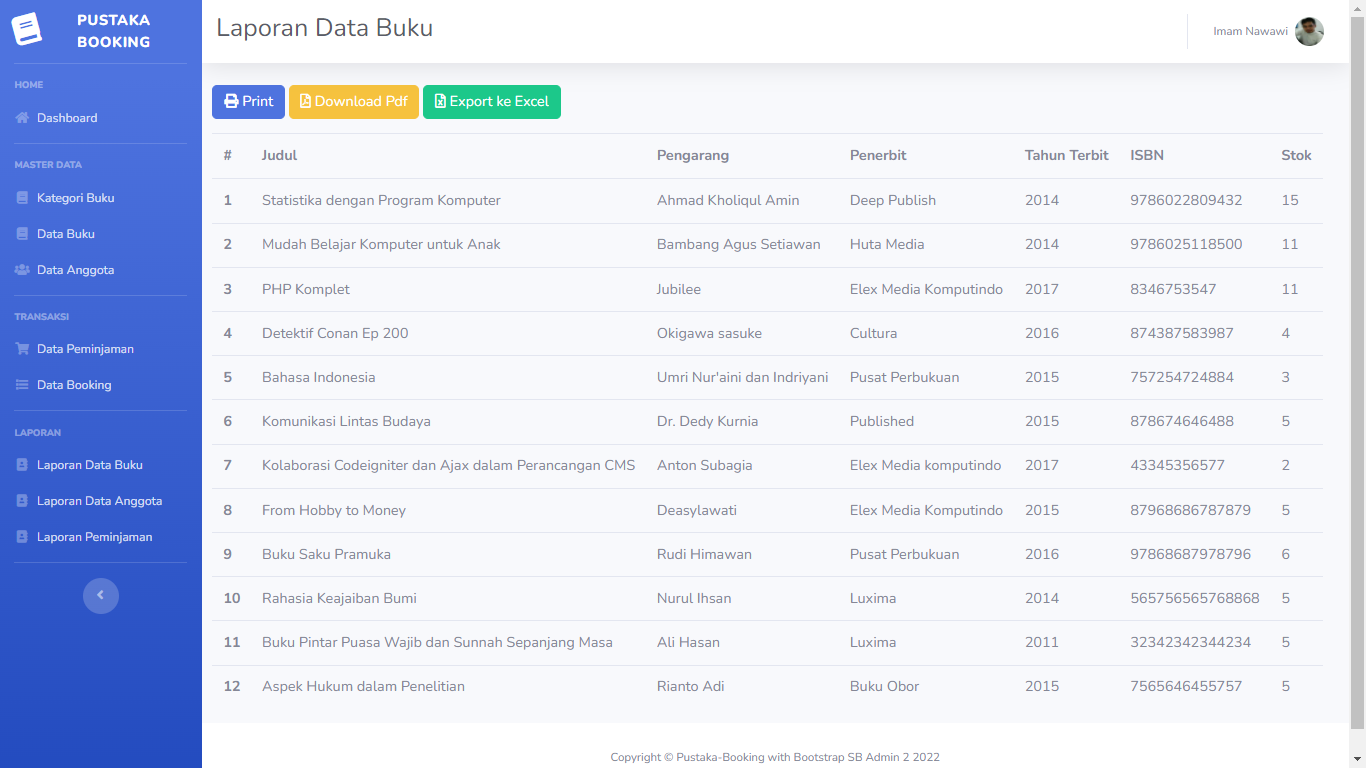 PUSTAKA
BOOKING
HOME
Dashboard
MASTER DATA
Kategori Buku
Data Buku
Data Anggota
TRANSAKSI
Data Peminjaman
Data Booking
LAPORAN
Laporan Data Buku
Laporan Data Anggota
Laporan Peminjaman
Laporan Data Buku
Imam Nawawi
Print Download Pdf Export ke Excel
# Judul Pengarang Penerbit Tahun Terbit ISBN Stok
1 Statistika dengan Program Komputer Ahmad Kholiqul Amin Deep Publish 2014 9786022809432 15
2 Mudah Belajar Komputer untuk Anak Bambang Agus Setiawan Huta Media 2014 9786025118500 11
3 PHP Komplet Jubilee Elex Media Komputindo 2017 8346753547 11
4 Detektif Conan Ep 200 Okigawa sasuke Cultura 2016 874387583987 4
5 Bahasa Indonesia Umri Nur'aini dan Indriyani Pusat Perbukuan 2015 757254724884 3
6 Komunikasi Lintas Budaya Dr. Dedy Kurnia Published 2015 878674646488 5
7 Kolaborasi Codeigniter dan Ajax dalam Perancangan CMS Anton Subagia Elex Media komputindo 2017 43345356577 2
8 From Hobby to Money Deasylawati Elex Media Komputindo 2015 87968686787879 5
9 Buku Saku Pramuka Rudi Himawan Pusat Perbukuan 2016 97868687978796 6
10 Rahasia Keajaiban Bumi Nurul Ihsan Luxima 2014 565756565768868 5
11 Buku Pintar Puasa Wajib dan Sunnah Sepanjang Masa Ali Hasan Luxima 2011 32342342344234 5
12 Aspek Hukum dalam Penelitian Rianto Adi Buku Obor 2015 7565646455757 5
Copyright © Pustaka-Booking with Bootstrap SB Admin 2 2022